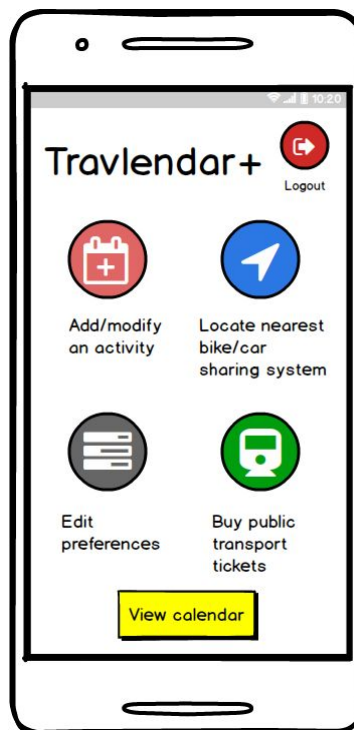 10:20
Travlendar+
Logout
Add/modify
an activity
Locate nearest
bike/car
sharing system
Edit
preferences
Buy public
transport
tickets
View calendar